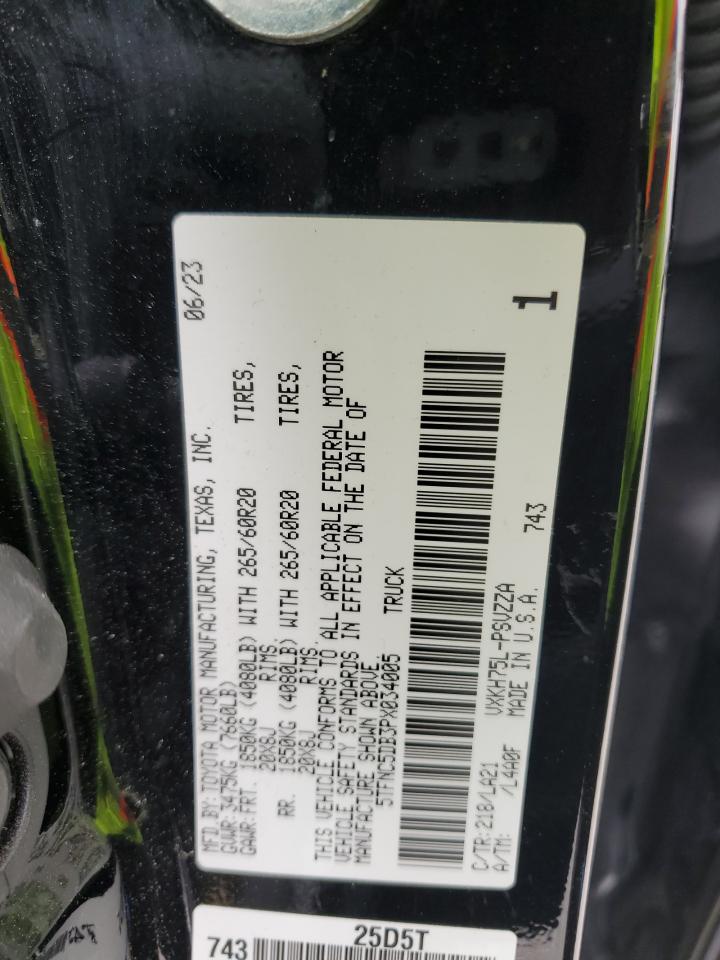 MFD.BY:TOYOTA MOTOR MANUFACTURING, TEXAS, INC. 06/23
GVWR:3475KG (7660LB)
GAWR:FRT. 1850KG (4080LB) WITH 265/60R20 TIRES,
20X8J RIMS.
RR. 1850KG (4080LB) WITH 265/60R20 TIRES,
20X8J RIMS.
THIS VEHICLE CONFORMS TO ALL APPLICABLE FEDERAL MOTOR
VEHICLE SAFETY STANDARDS IN EFFECT ON THE DATE OF
MANUFACTURE SHOWN ABOVE
5TFNC5DB3PX034005 TRUCK
C/TR:218/LA21 VXKH75L-PSVZZA
A/TM: /L4A0F MADE IN U.S.A. 743
1
25D5T
743